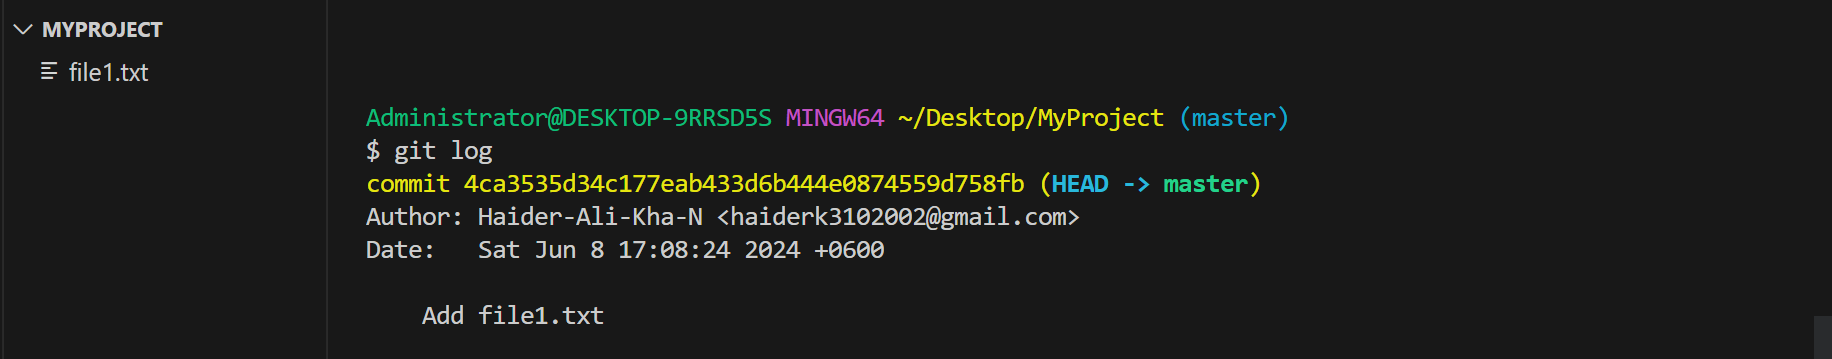 MYPROJECT
file1.txt
Administrator@DESKTOP-9RRSD5S MINGW64 ~/Desktop/MyProject (master)
$ git log
commit 4ca3535d34c177eab433d6b444e0874559d758fb (HEAD -> master)
Author: Haider-Ali-Kha-N <haiderk3102002@gmail.com>
Date:   Sat Jun 8 17:08:24 2024 +0600
    Add file1.txt